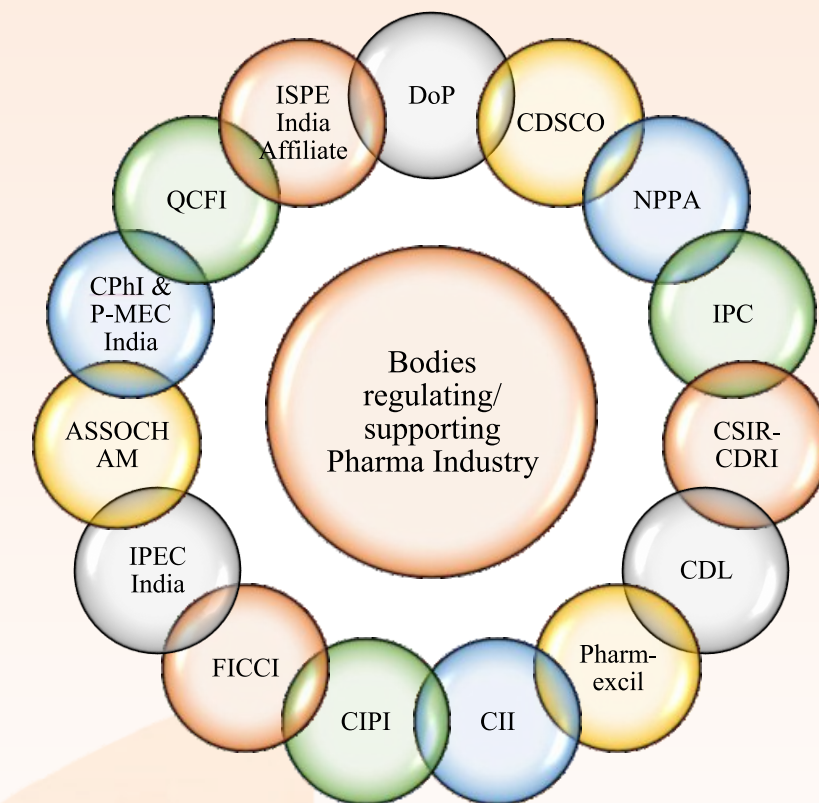 DoP
CDSCO
NPPA
IPC
CSIR-
CDRI
CDL
Pharm-
excil
CII
CIPI
FICCI
IPEC
India
ASSOCH
AM
CPhI &
P-MEC
India
QCFI
ISPE
India
Affiliate
Bodies
regulating/
supporting
Pharma Industry